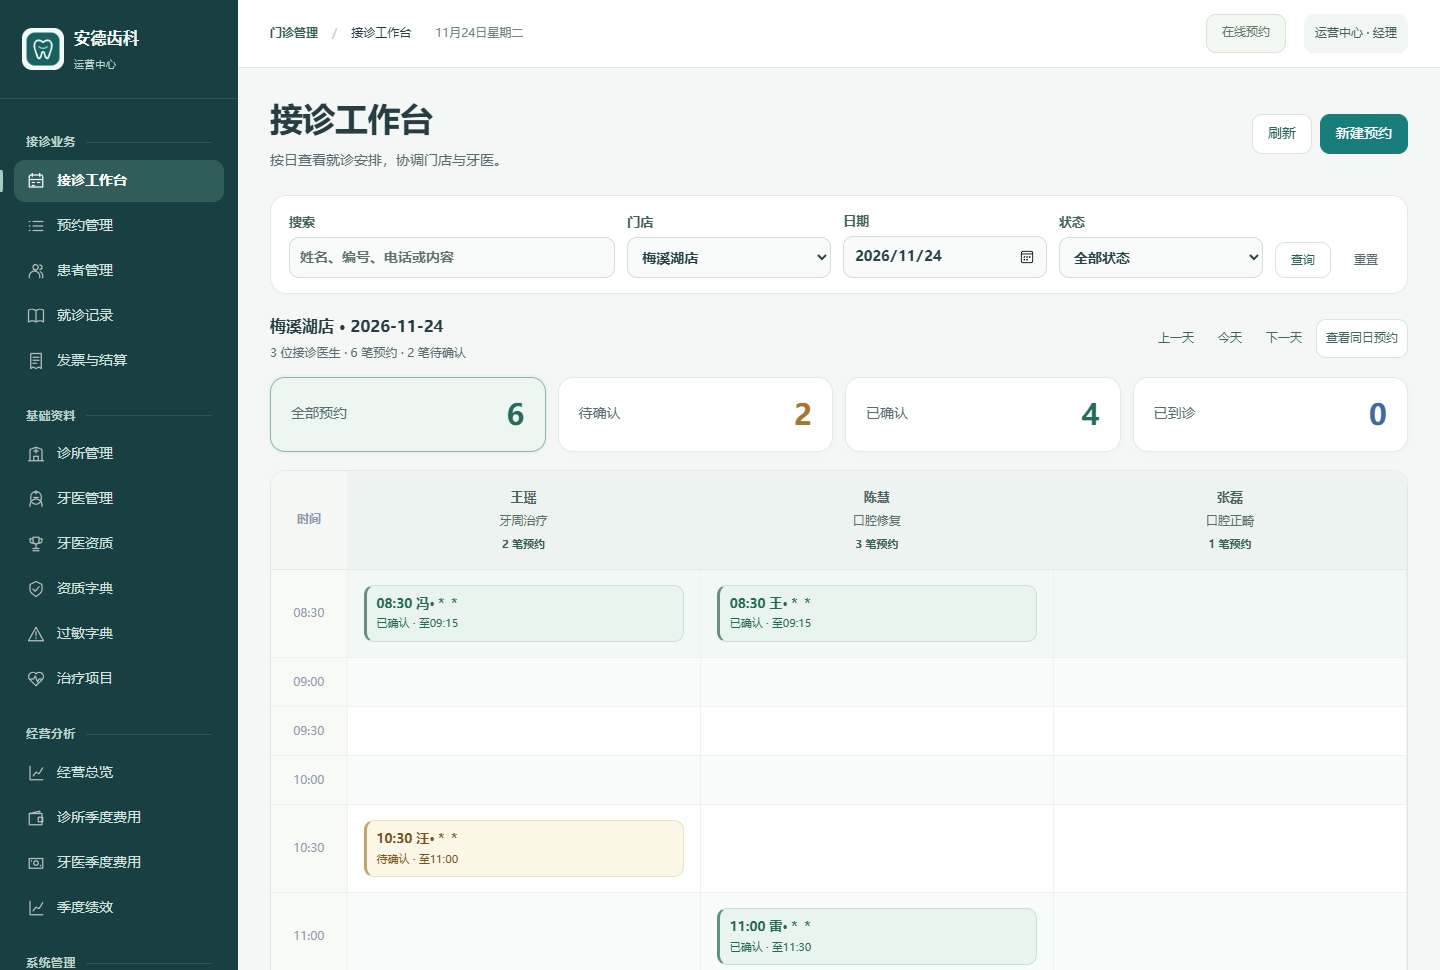 安德齿科
运营中心
接诊业务
接诊工作台
预约管理
患者管理
就诊记录
发票与结算
基础资料
诊所管理
牙医管理
牙医资质
资质字典
过敏字典
治疗项目
经营分析
经营总览
诊所季度费用
牙医季度费用
季度绩效
系统管理
门诊管理 / 接诊工作台 11月24日星期二
在线预约
运营中心 · 经理
接诊工作台
按日查看就诊安排，协调门店与牙医。
刷新
新建预约
搜索 门店 日期 状态
姓名、编号、电话或内容 梅溪湖店 2026/11/24 全部状态 查询 重置
梅溪湖店 • 2026-11-24
3 位接诊医生 · 6 笔预约 · 2 笔待确认
上一天 今天 下一天 查看同日预约
全部预约 6
待确认 2
已确认 4
已到诊 0
时间
王瑶
牙周治疗
2 笔预约
陈慧
口腔修复
3 笔预约
张磊
口腔正畸
1 笔预约
08:30
08:30 冯• * *
已确认 · 至09:15
08:30 王• * *
已确认 · 至09:15
09:00
09:30
10:00
10:30
10:30 汪• * *
待确认 · 至11:00
11:00
11:00 雷• * *
已确认 · 至11:30